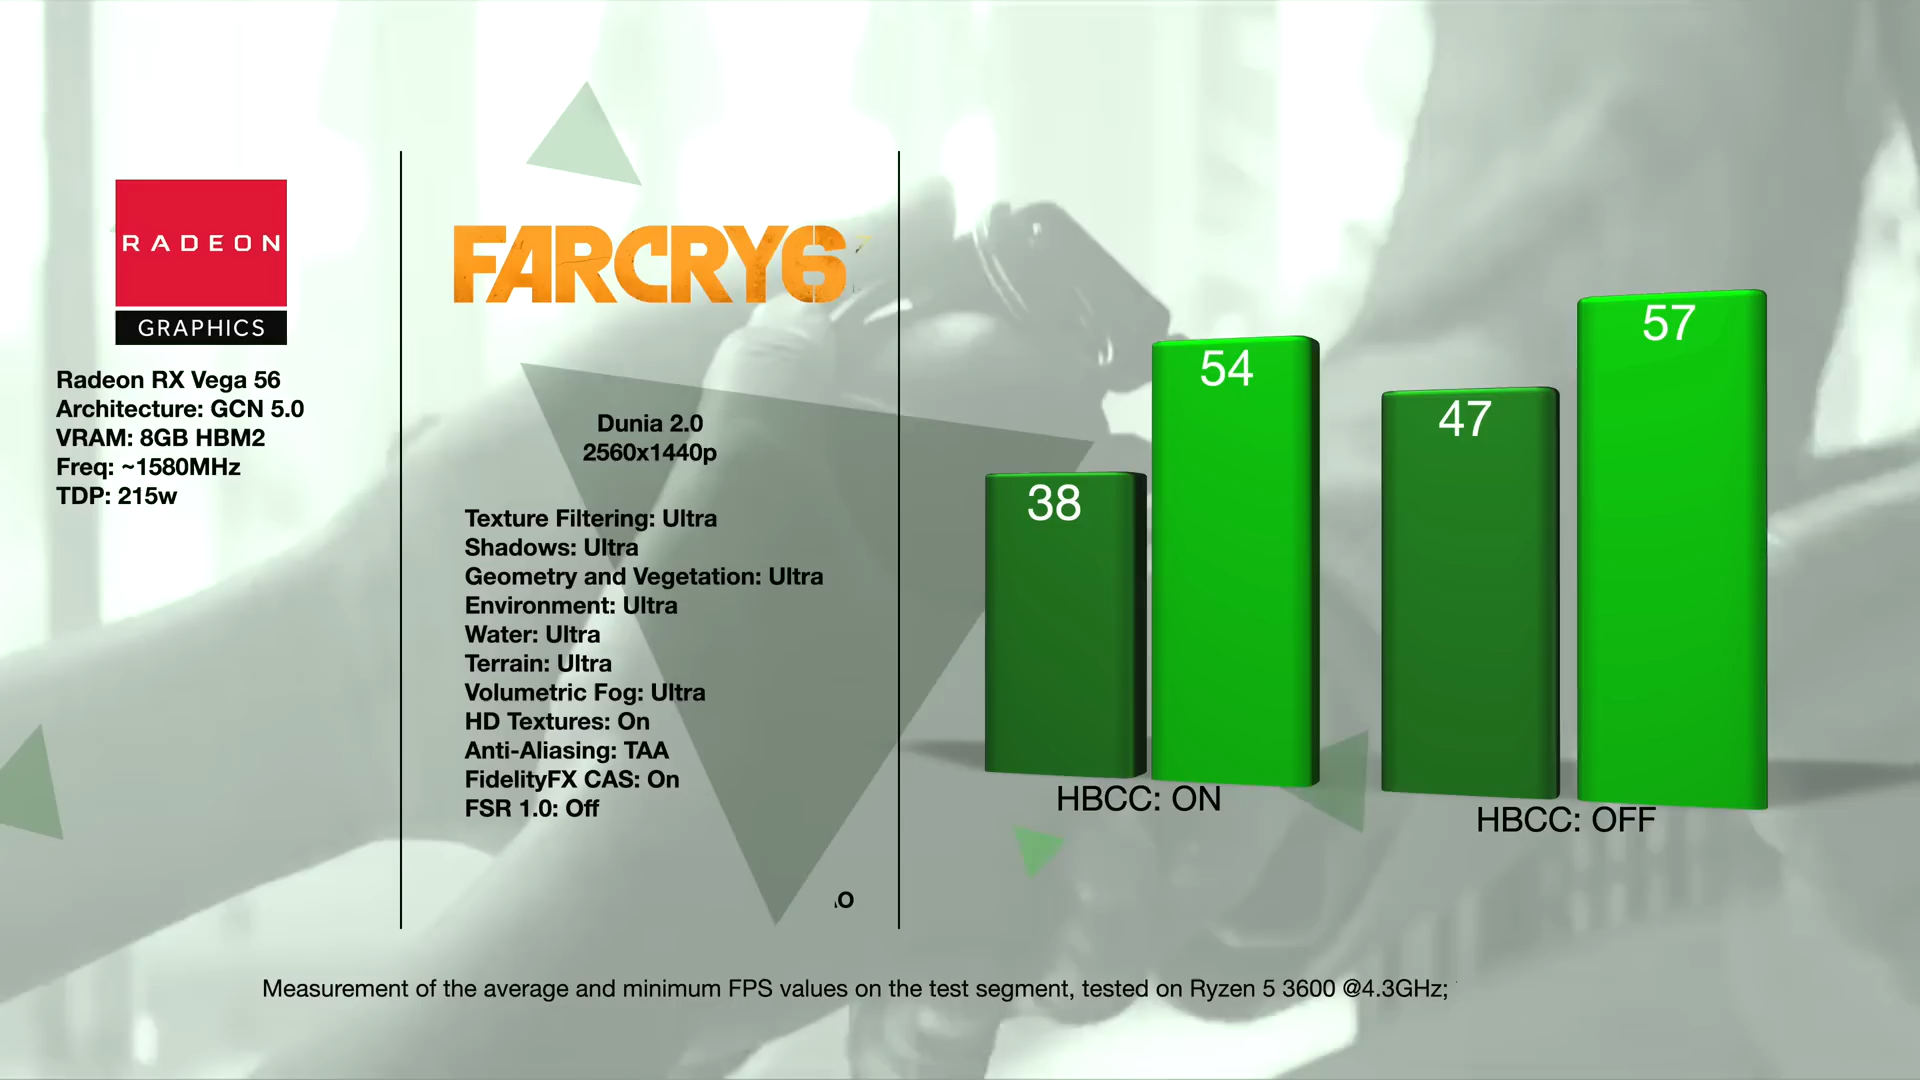 RADEON
GRAPHICS
Radeon RX Vega 56
Architecture: GCN 5.0
VRAM: 8GB HBM2
Freq: ~1580MHz
TDP: 215w
FARCRY6
Dunia 2.0
2560x1440p
Texture Filtering: Ultra
Shadows: Ultra
Geometry and Vegetation: Ultra
Environment: Ultra
Water: Ultra
Terrain: Ultra
Volumetric Fog: Ultra
HD Textures: On
Anti-Aliasing: TAA
FidelityFX CAS: On
FSR 1.0: Off
38
54
47
57
HBCC: ON
HBCC: OFF
Measurement of the average and minimum FPS values on the test segment, tested on Ryzen 5 3600 @4.3GHz;